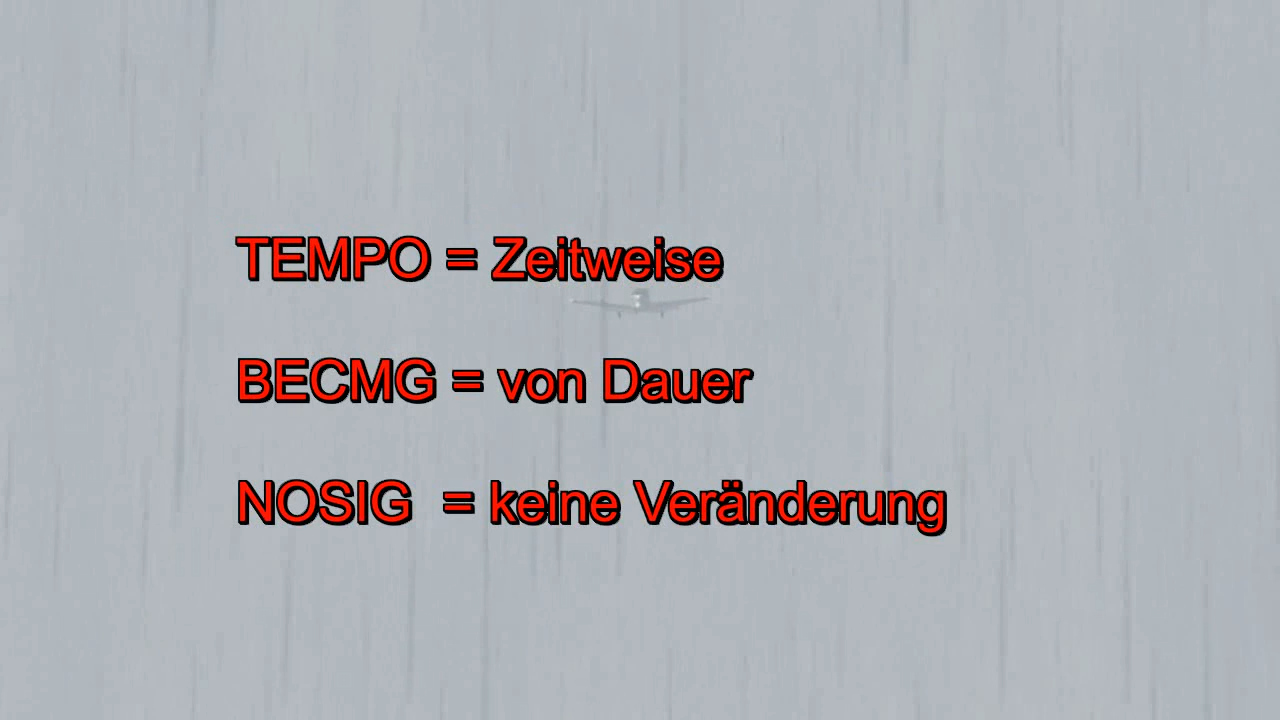 TEMPO = Zeitweise
BECMG = von Dauer
NOSIG = keine Veränderung